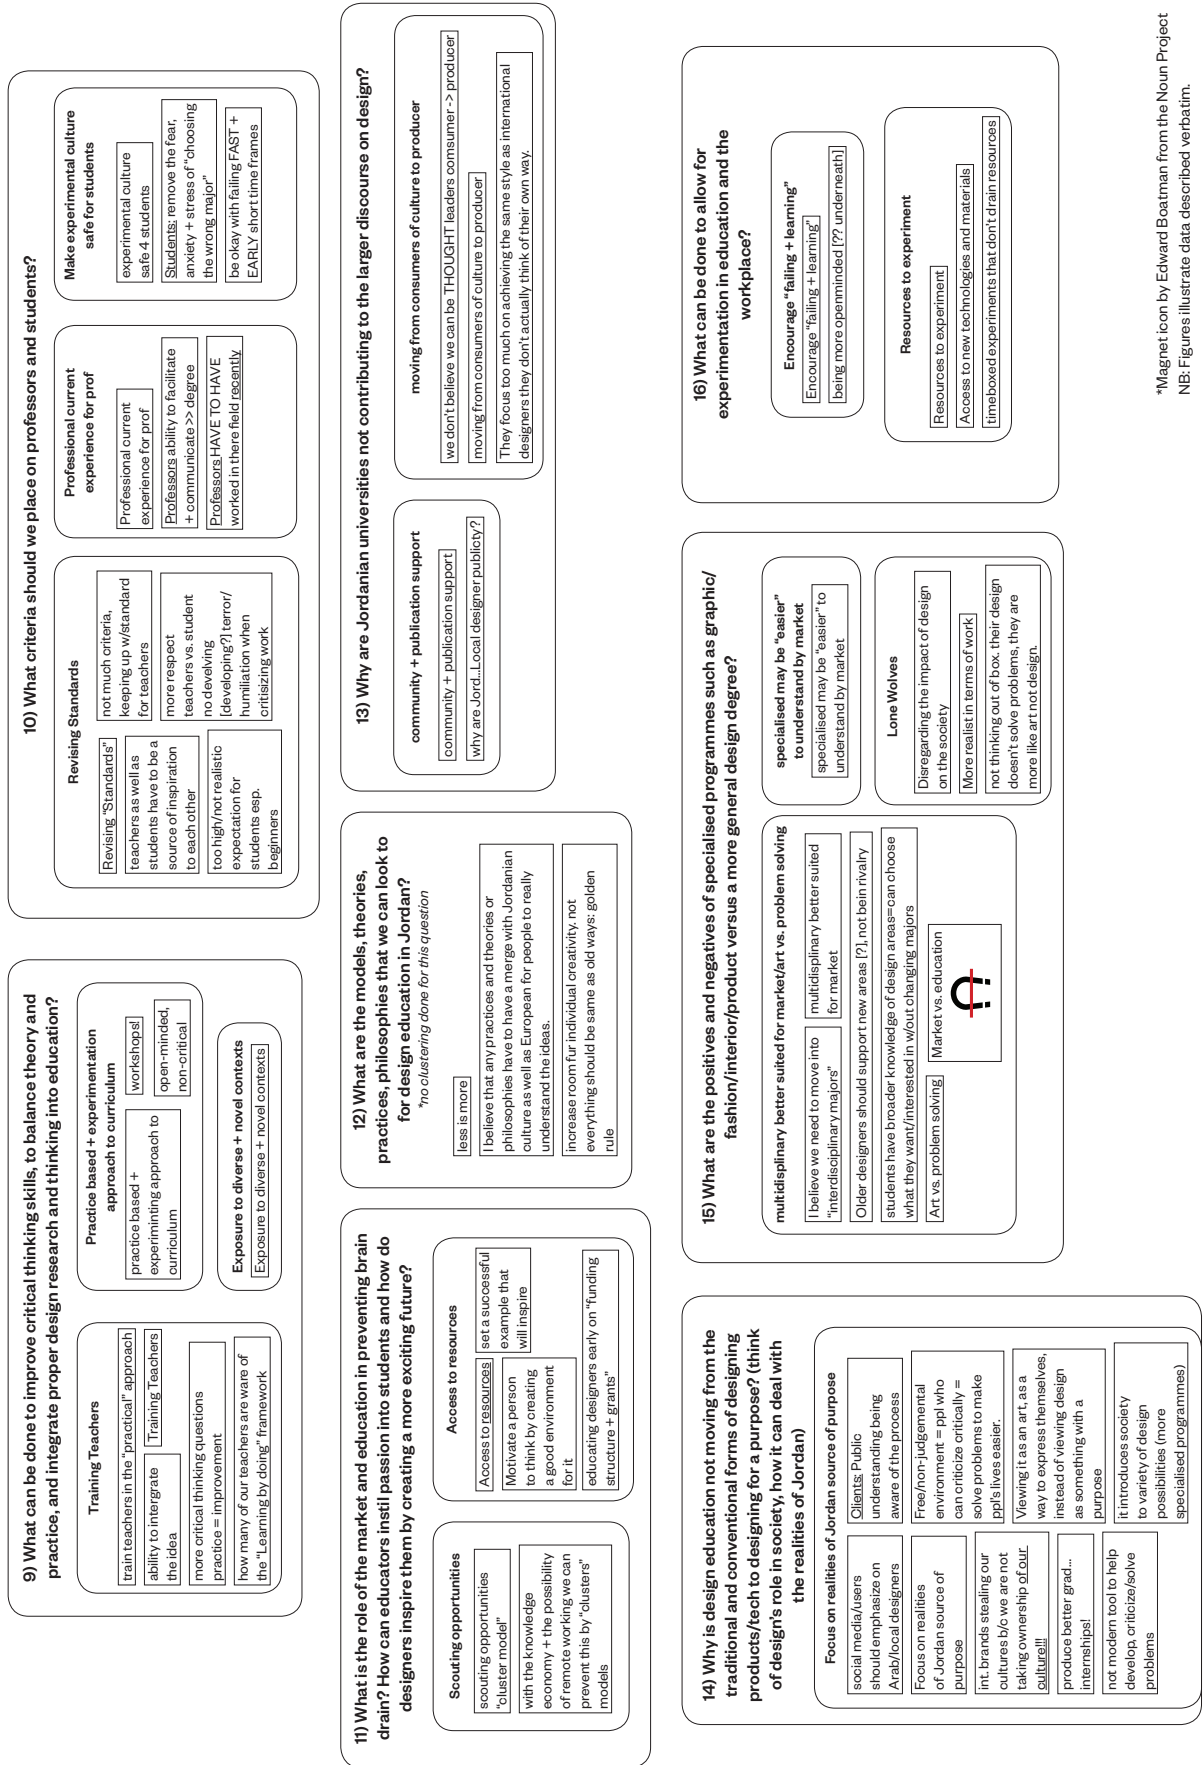 9) What can be done to improve critical thinking skills, to balance theory and
practice, and integrate proper design research and thinking into education?
Training Teachers
train teachers in the "practical" approach
ability to intergrate
the idea
Training Teachers
more critical thinking questions
practice = improvement
how many of our teachers are aware of
the "Learning by doing" framework
Practice based + experimentation
approach to curriculum
practice based +
experiminting approach to
curriculum
workshops!
open-minded,
non-critical
Exposure to diverse + novel contexts
Exposure to diverse + novel contexts
10) What criteria should we place on professors and students?
Revising Standards
Revising "Standards"
teachers as well as
students have to be a
source of inspiration
to each other
too high/not realistic
expectation for
students esp.
beginners
not much criteria,
keeping up w/standard
for teachers
more respect
teachers vs. student
no develving
[developing?] terror/
humiliation when
critisizing work
Professional current
experience for prof
Professional current
experience for prof
Professors ability to facilitate
+ communicate >> degree
Professors HAVE TO HAVE
worked in there field recently
Make experimental culture
safe for students
experimental culture
safe 4 students
Students: remove the fear,
anxiety + stress of "choosing
the wrong major"
be okay with failing FAST +
EARLY short time frames
11) What is the role of the market and education in preventing brain
drain? How can educators instil passion into students and how do
designers inspire them by creating a more exciting future?
Scouting opportunities
scouting opportunities
"cluster model"
with the knowledge
economy + the possibility
of remote working we can
prevent this by "clusters"
models
Access to resources
Access to resources
set a successful
example that
will inspire
Motivate a person
to think by creating
a good environment
for it
educating designers early on "funding
structure + grants"
12) What are the models, theories,
practices, philosophies that we can look to
for design education in Jordan?
*no clustering done for this question
less is more
I believe that any practices and theories or
philosophies have to have a merge with Jordanian
culture as well as European for people to really
understand the ideas.
increase room fur individual creativity. not
everything should be same as old ways: golden
rule
13) Why are Jordanian universities not contributing to the larger discourse on design?
community + publication support
community + publication support
why are Jord...Local designer publicty?
moving from consumers of culture to producer
we don't believe we can be THOUGHT leaders comsumer -> producer
moving from consumers of culture to producer
They focus too much on achieving the same style as international
designers they don't actually think of their own way.
14) Why is design education not moving from the
traditional and conventional forms of designing
products/tech to designing for a purpose? (think
of design's role in society, how it can deal with
the realities of Jordan)
Focus on realities of Jordan source of purpose
social media/users
should emphasize on
Arab/local designers
Focus on realities
of Jordan source of
purpose
int. brands stealing our
cultures b/c we are not
taking ownership of our
culture!!!
produce better grad...
internships!
not modern tool to help
develop, criticize/solve
problems
Clients: Public
understanding being
aware of the process
Free/non-judgmental
environment = ppl who
can criticize critically =
solve problems to make
ppl's lives easier.
Viewing it as an art, as a
way to express themselves,
instead of viewing design
as something with a
purpose
it introduces society
to variety of design
possibilities (more
specialised programmes)
15) What are the positives and negatives of specialised programmes such as graphic/
fashion/interior/product versus a more general design degree?
multidisplinary better suited for market/art vs. problem solving
I believe we need to move into
"interdisciplinary majors"
multidisplinary better suited
for market
Older designers should support new areas [?], not bein rivalry
students have broader knowledge of design areas=can choose
what they want/interested in w/out changing majors
Art vs. problem solving
Market vs. education
specialised may be "easier"
to understand by market
specialised may be "easier" to
understand by market
Lone Wolves
Disregarding the impact of design
on the society
More realist in terms of work
not thinking out of box. their design
doesn't solve problems, they are
more like art not design.
16) What can be done to allow for
experimentation in education and the
workplace?
Encourage "failing + learning"
Encourage "failing + learning"
being more openminded [?? underneath]
Resources to experiment
Resources to experiment
Access to new technologies and materials
timeboxed experiments that don't drain resources
*Magnet icon by Edward Boatman from the Noun Project
NB: Figures illustrate data described verbatim.